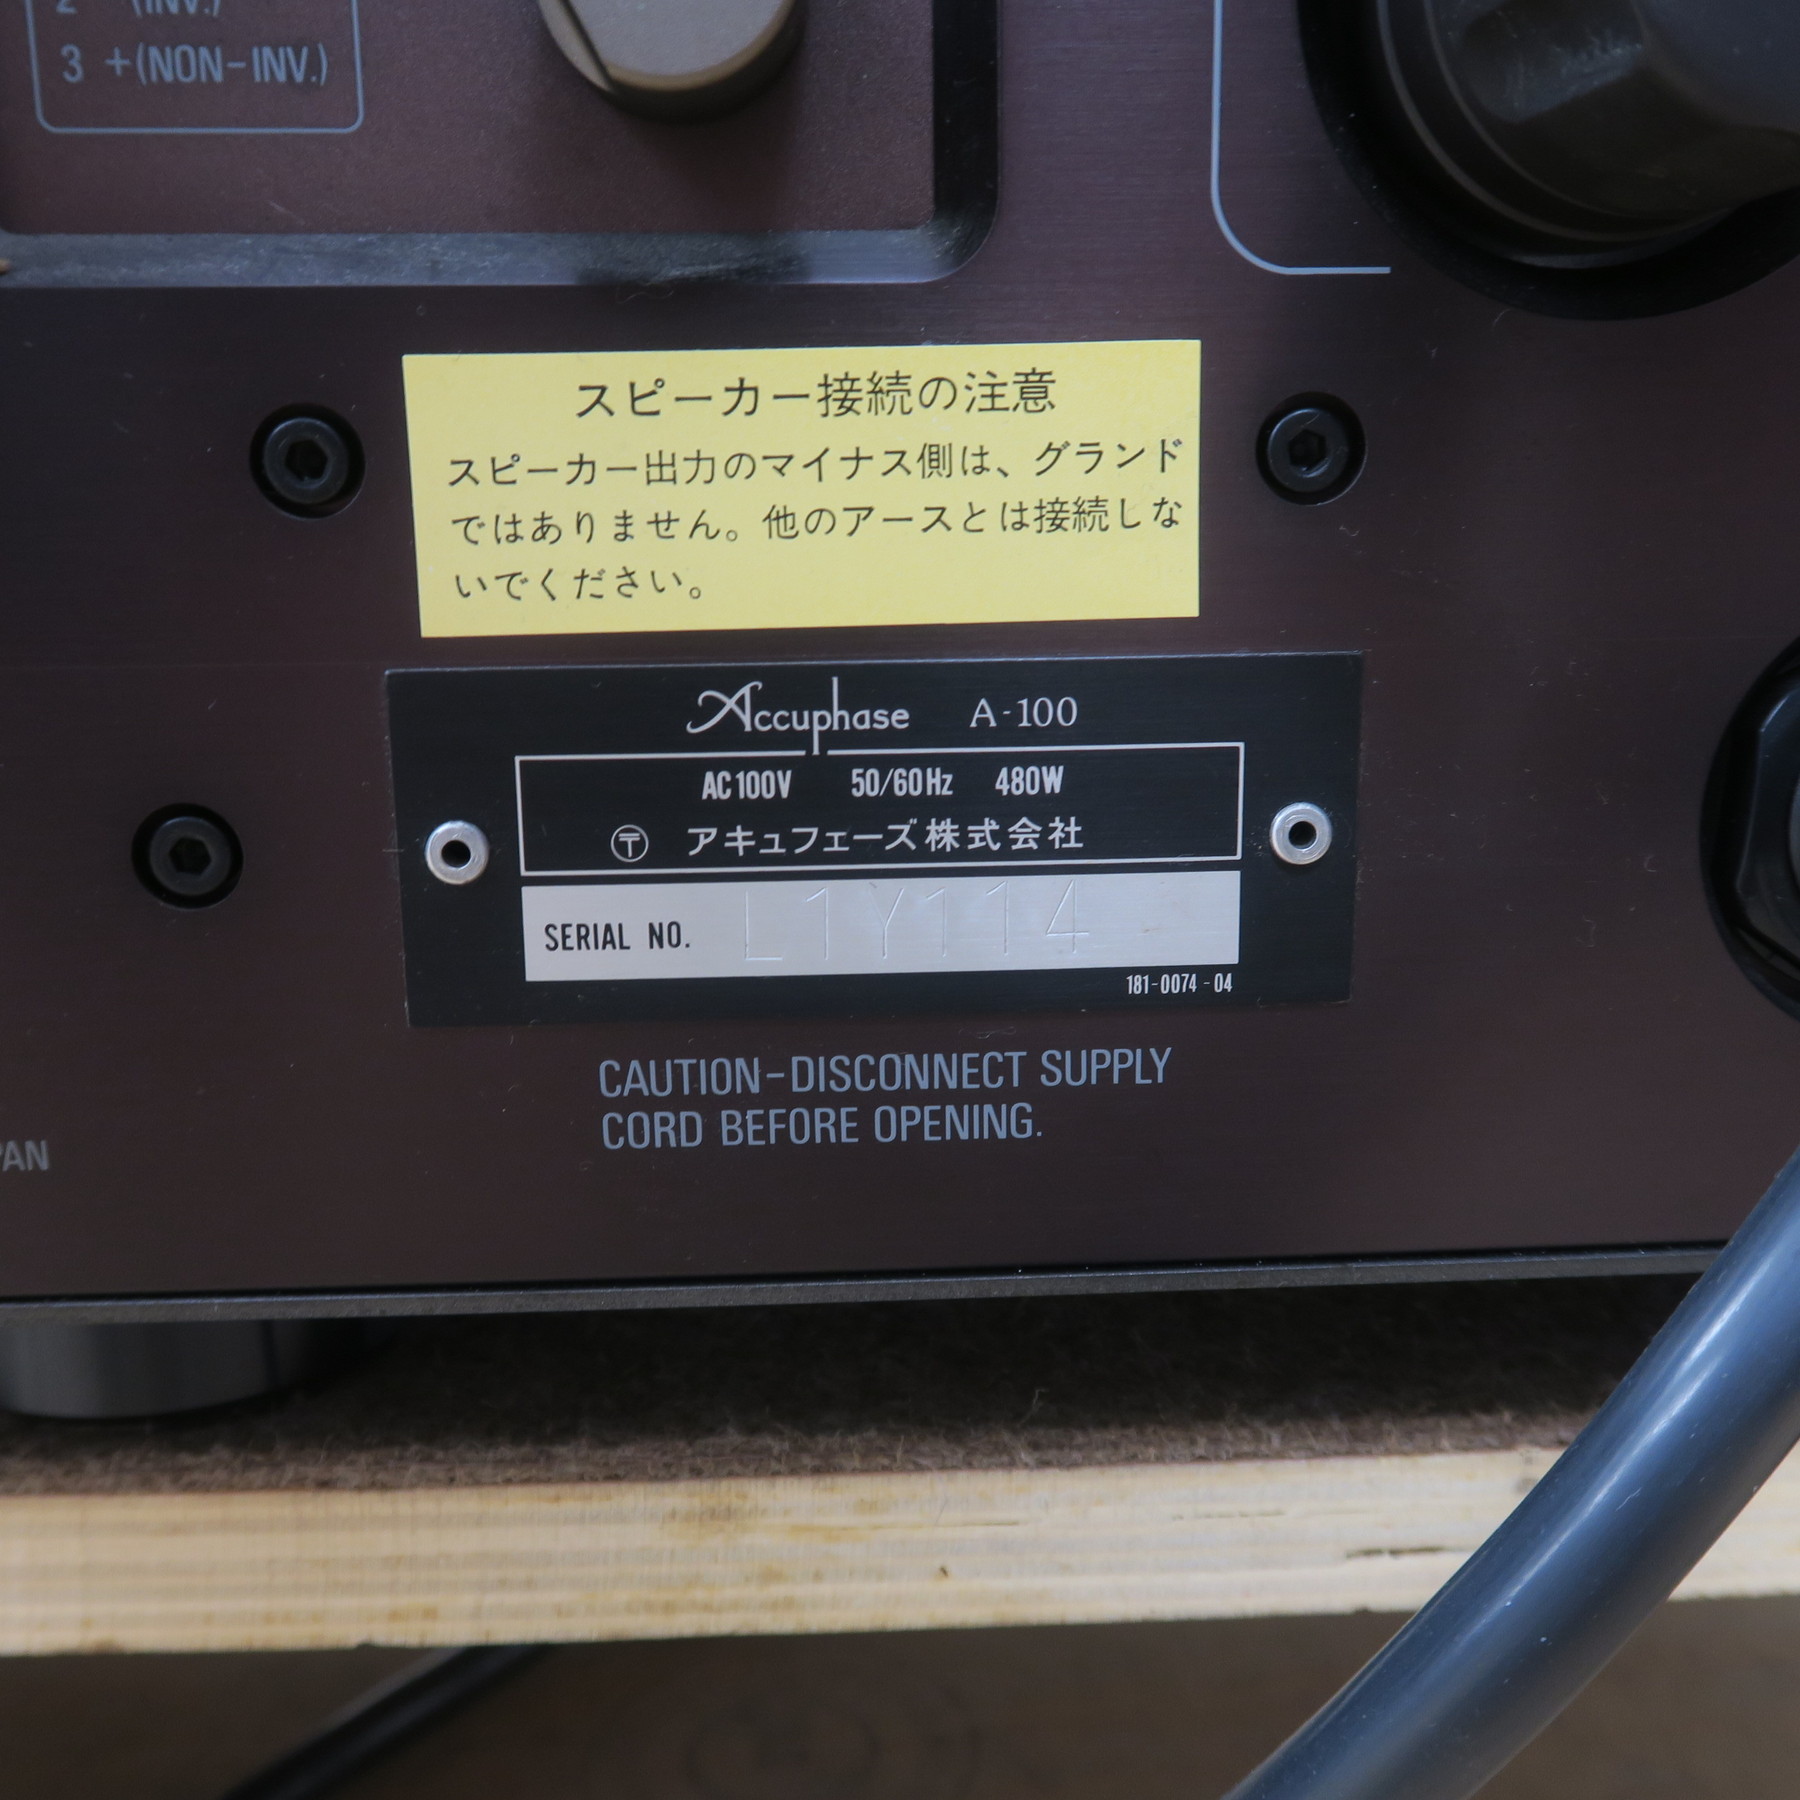 2 -(INV.)
3 +(NON-INV.)
スピーカー接続の注意
スピーカー出力のマイナス側は、グランド
ではありません。他のアースとは接続しな
いでください。
Accuphase A-100
AC100V 50/60Hz 480W
〶 アキュフェーズ株式会社
SERIAL NO. L1Y114
181-0074-04
CAUTION-DISCONNECT SUPPLY
CORD BEFORE OPENING.
PAN